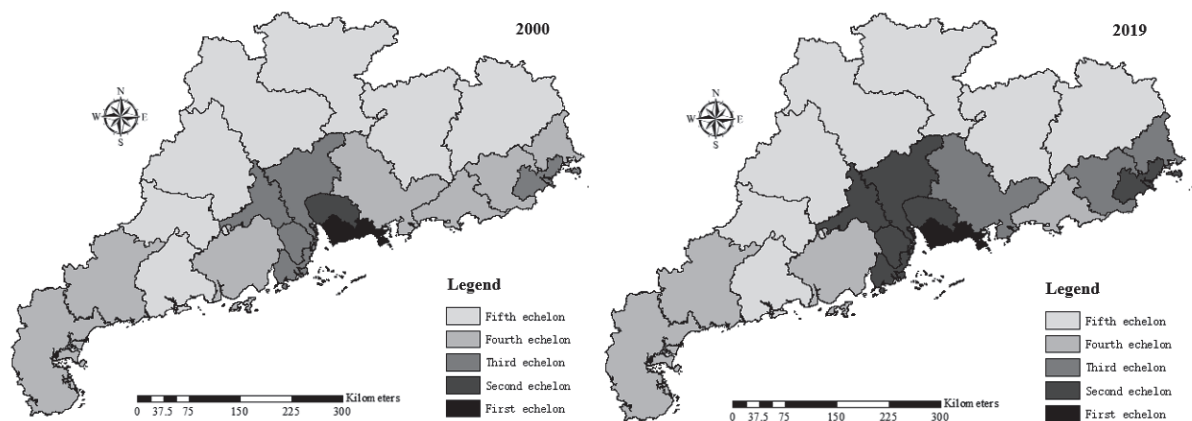 2000
N
W E
S
Legend
Fifth echelon
Fourth echelon
Third echelon
Second echelon
First echelon
Kilometers
0 37.5 75 150 225 300
2019
N
W E
S
Legend
Fifth echelon
Fourth echelon
Third echelon
Second echelon
First echelon
Kilometers
0 37.5 75 150 225 300